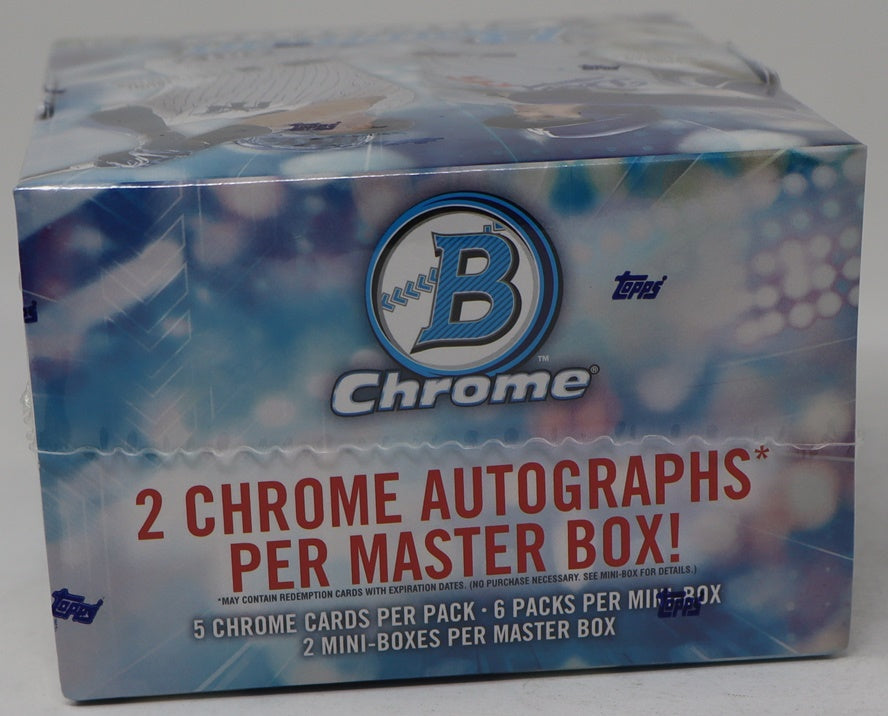 Topps
B
TM
Chrome®
2 CHROME AUTOGRAPHS*
PER MASTER BOX!
*MAY CONTAIN REDEMPTION CARDS WITH EXPIRATION DATES. (NO PURCHASE NECESSARY. SEE MINI-BOX FOR DETAILS.)
5 CHROME CARDS PER PACK · 6 PACKS PER MINI-BOX
2 MINI-BOXES PER MASTER BOX
Topps
Topps